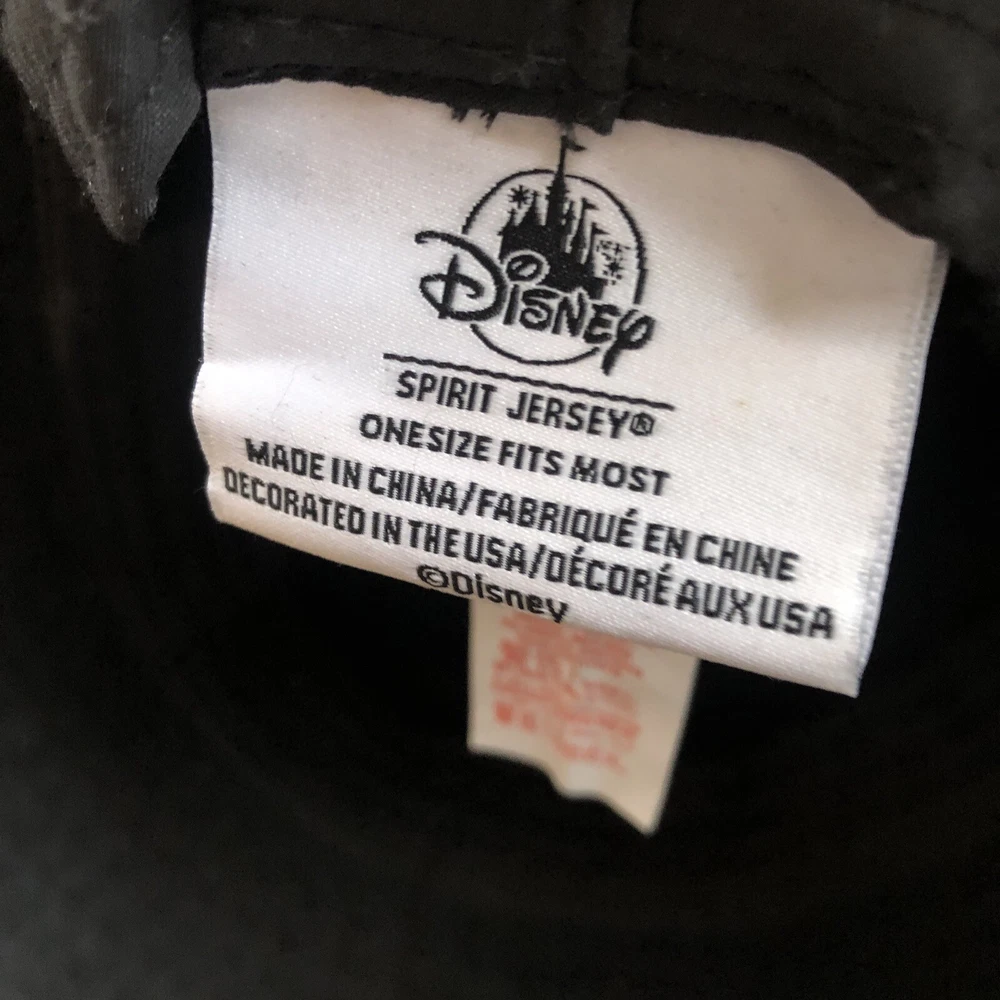 Disney
SPIRIT JERSEY®
ONE SIZE FITS MOST
MADE IN CHINA/FABRIQUÉ EN CHINE
DECORATED IN THE USA/DÉCORÉ AUX USA
©Disney